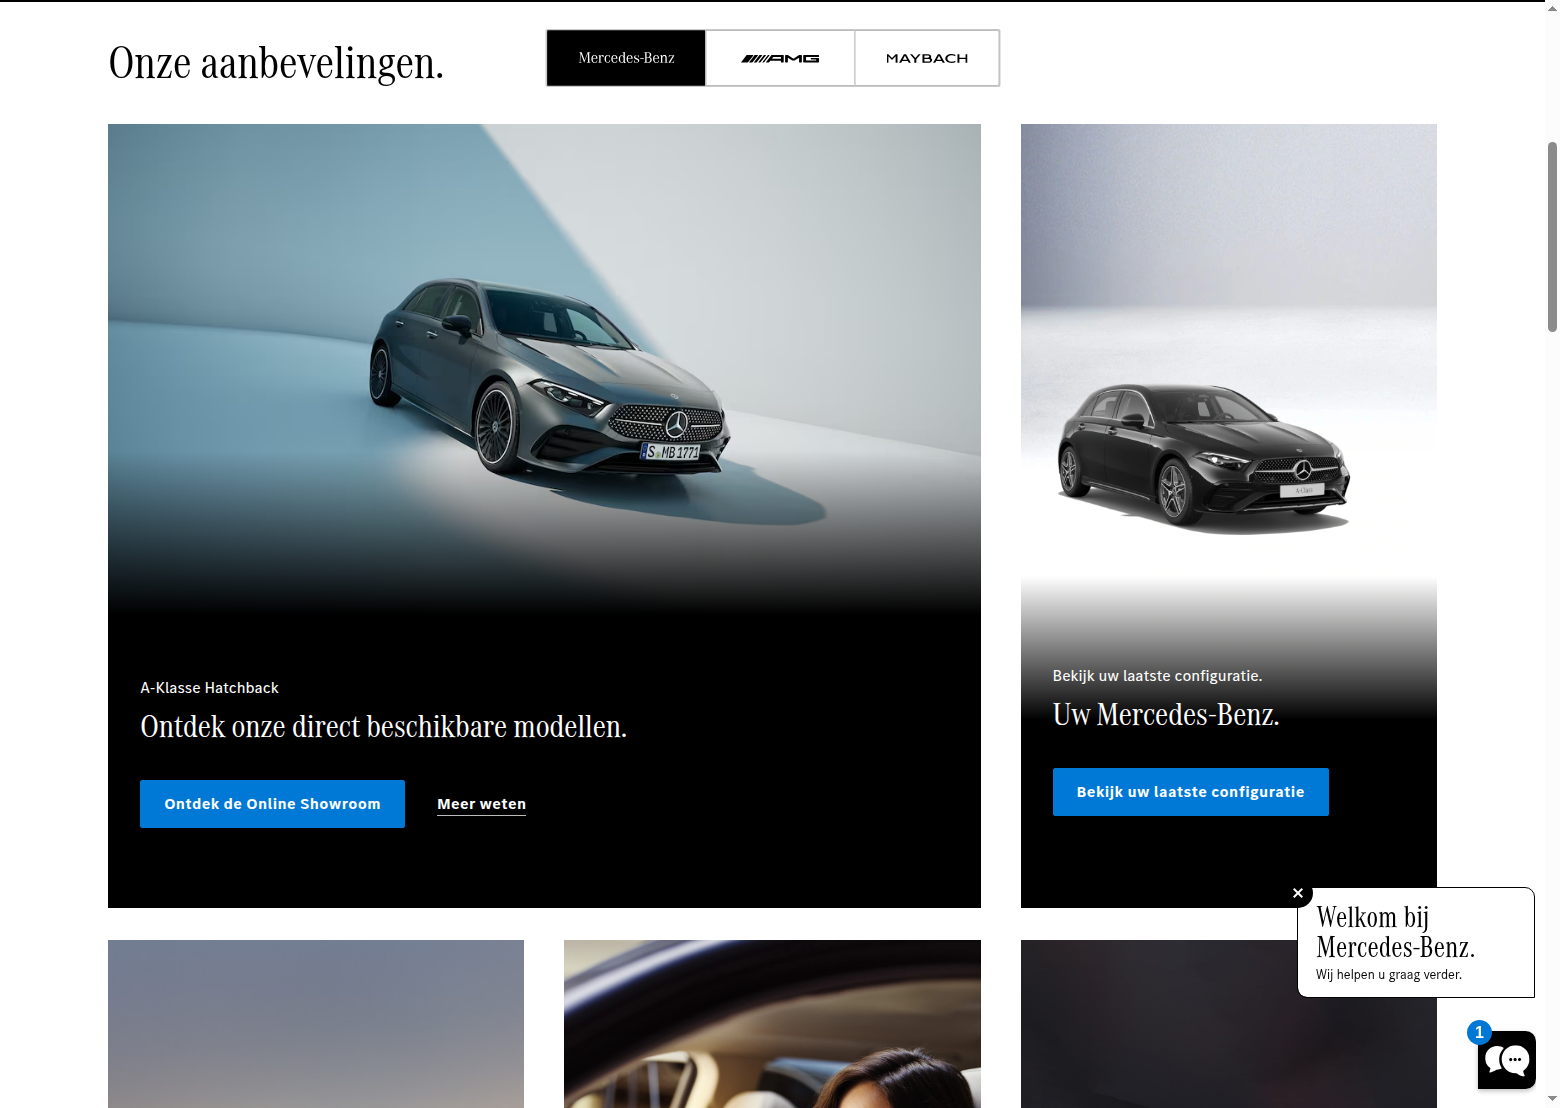 Onze aanbevelingen.
Mercedes-Benz
AMG
MAYBACH
S MB 1771
A-Class
A-Klasse Hatchback
Ontdek onze direct beschikbare modellen.
Ontdek de Online Showroom
Meer weten
Bekijk uw laatste configuratie.
Uw Mercedes-Benz.
Bekijk uw laatste configuratie
Welkom bij
Mercedes-Benz.
Wij helpen u graag verder.
1